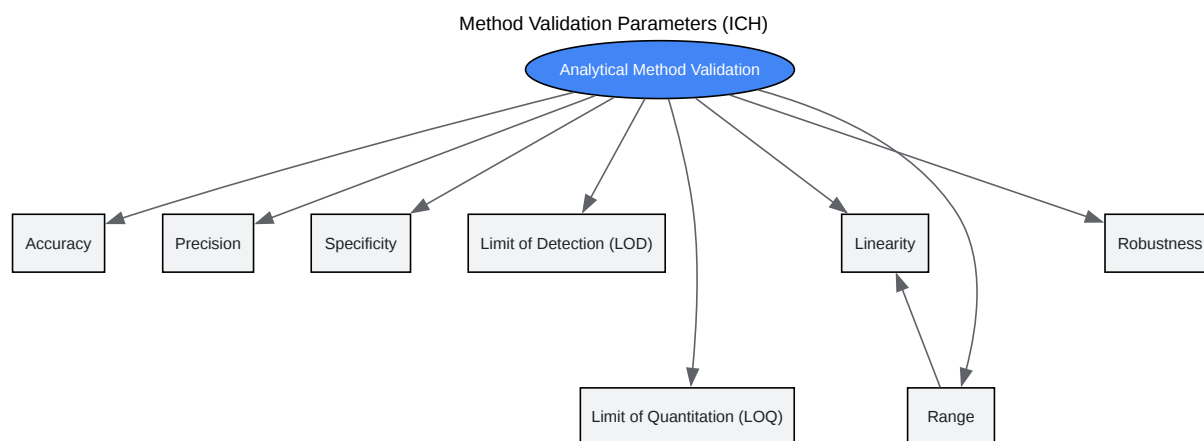 Method Validation Parameters (ICH)
Analytical Method Validation
Accuracy
Precision
Specificity
Limit of Detection (LOD)
Linearity
Robustness
Limit of Quantitation (LOQ)
Range